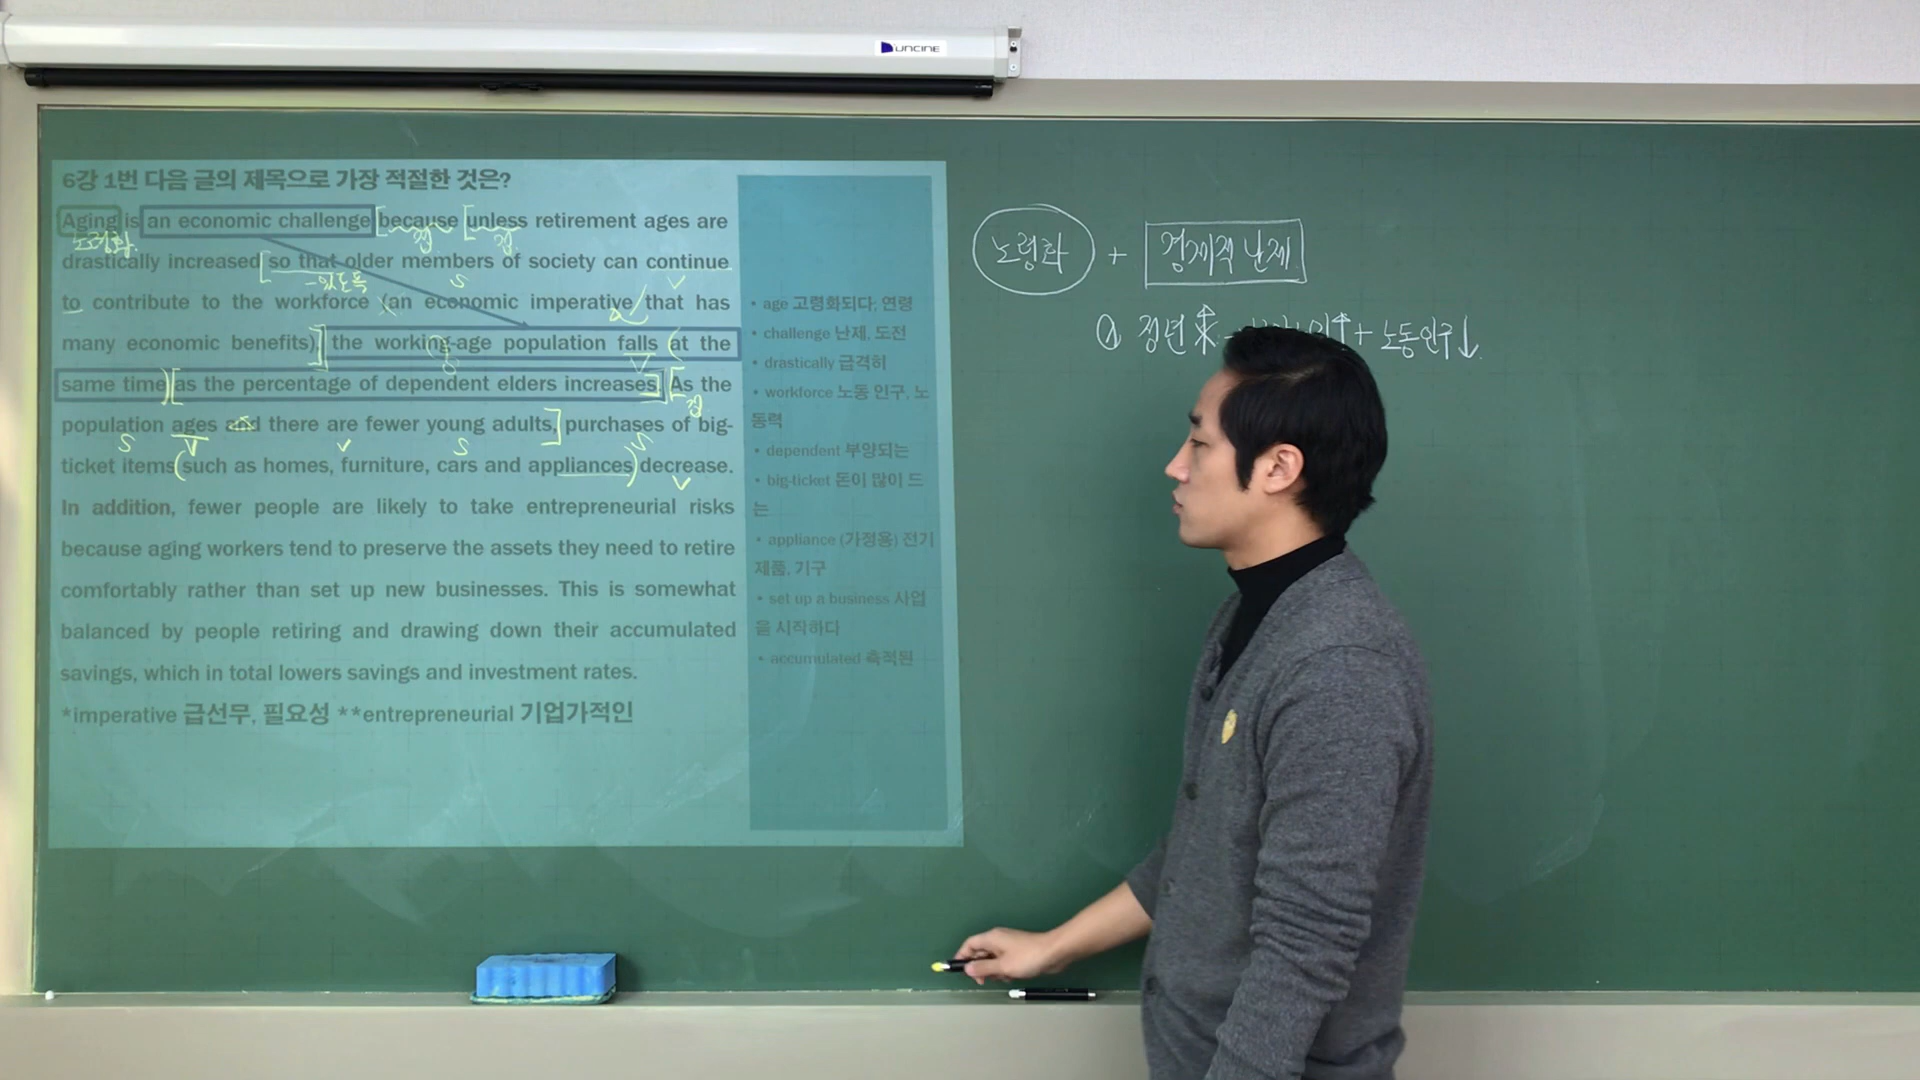 UNCINE
6강 1번 다음 글의 제목으로 가장 적절한 것은?
Aging is an economic challenge because unless retirement ages are
노령화.
접 접.
drastically increased so that older members of society can continue
~있도록 S V
to contribute to the workforce (an economic imperative that has
many economic benefits), the working-age population falls at the
S V
same time as the percentage of dependent elders increases. As the
접
population ages and there are fewer young adults, purchases of big-
S V V S S
ticket items such as homes, furniture, cars and appliances decrease.
V
In addition, fewer people are likely to take entrepreneurial risks
because aging workers tend to preserve the assets they need to retire
comfortably rather than set up new businesses. This is somewhat
balanced by people retiring and drawing down their accumulated
savings, which in total lowers savings and investment rates.
*imperative 급선무, 필요성 **entrepreneurial 기업가적인
• age 고령화되다; 연령
• challenge 난제, 도전
• drastically 급격히
• workforce 노동 인구, 노
동력
• dependent 부양되는
• big-ticket 돈이 많이 드
는
• appliance (가정용) 전기
제품, 기구
• set up a business 사업
을 시작하다
• accumulated 축적된
노령화 + 경제적 난제
① 정년 ↑ + 노동인구↓